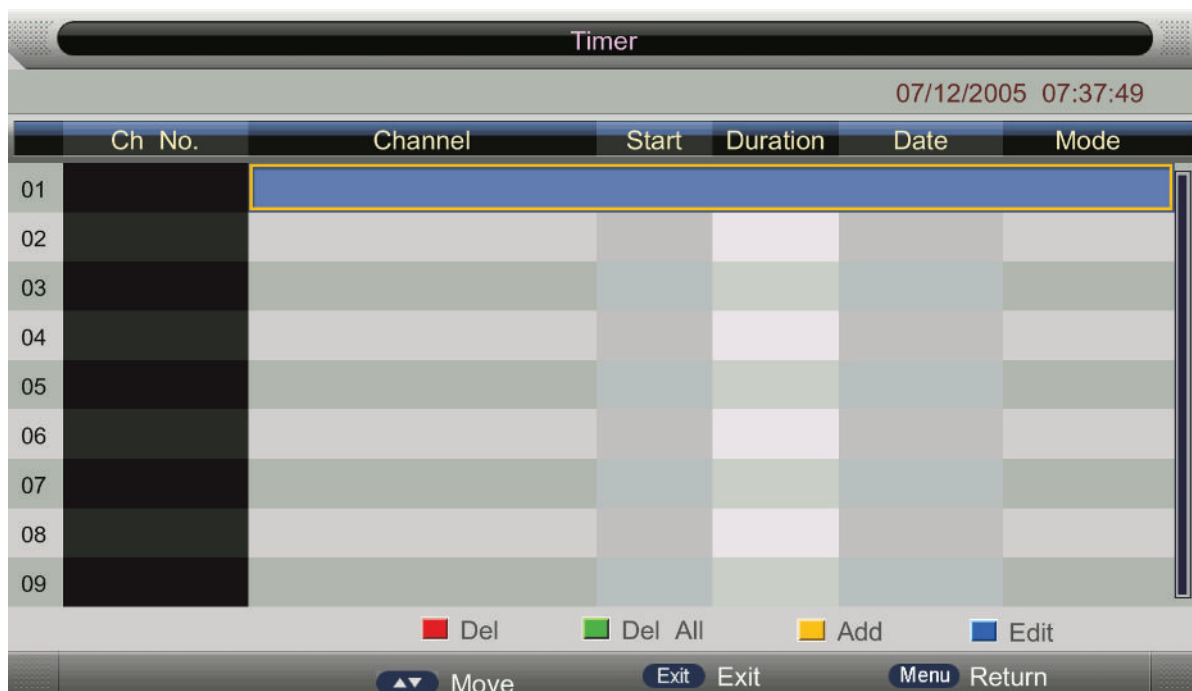 Timer
07/12/2005 07:37:49
Ch No. Channel Start Duration Date Mode
01
02
03
04
05
06
07
08
09
Del Del All Add Edit
Move Exit Exit Menu Return